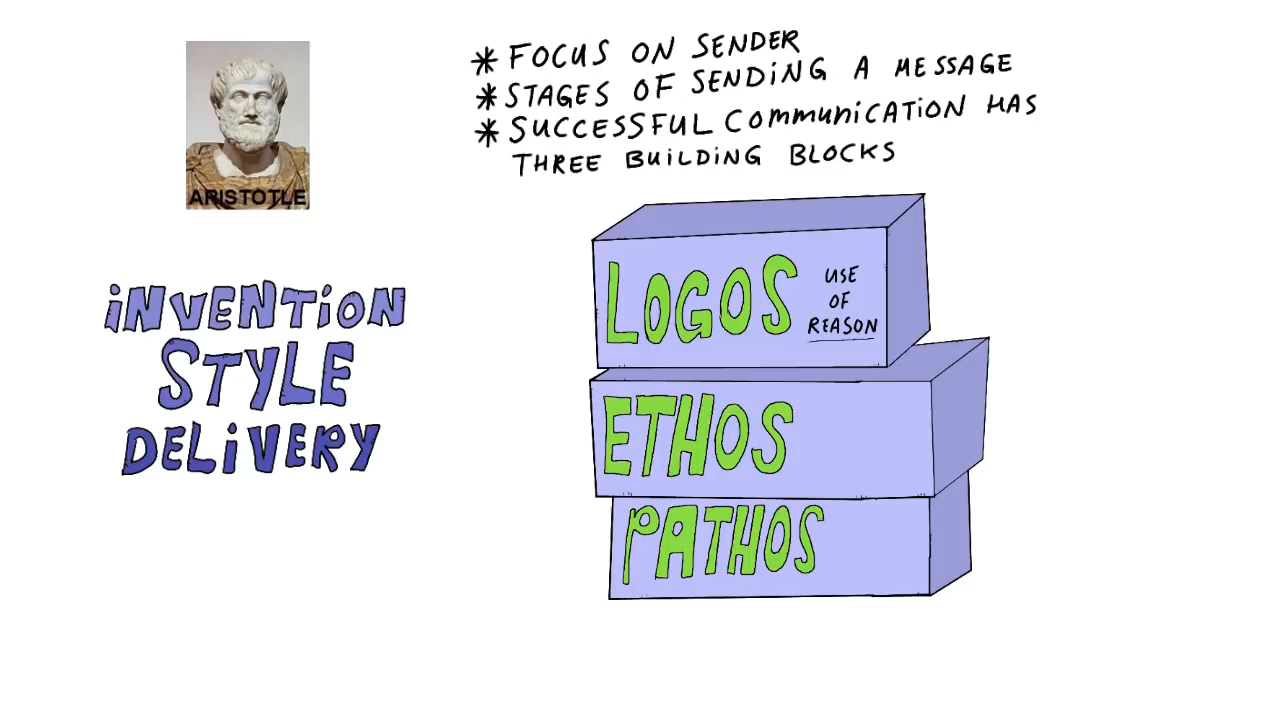 * FOCUS ON SENDER
* STAGES OF SENDiNG A MESSAGE
* SUCCESSFUL COMMUNICATION HAS
THREE BUILDING BLOCKS
ARISTOTLE
iNVENTiON
STYLE
DELiVERY
LOGOS
USE
OF
REASON
ETHOS
PATHOS